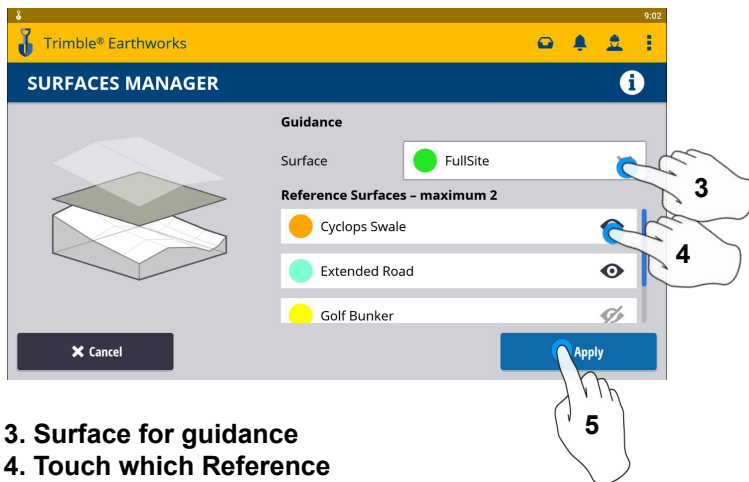 9:02
Trimble® Earthworks
SURFACES MANAGER
Guidance
Surface FullSite
3
Reference Surfaces – maximum 2
Cyclops Swale
4
Extended Road
Golf Bunker
Cancel Apply
5
3. Surface for guidance
4. Touch which Reference